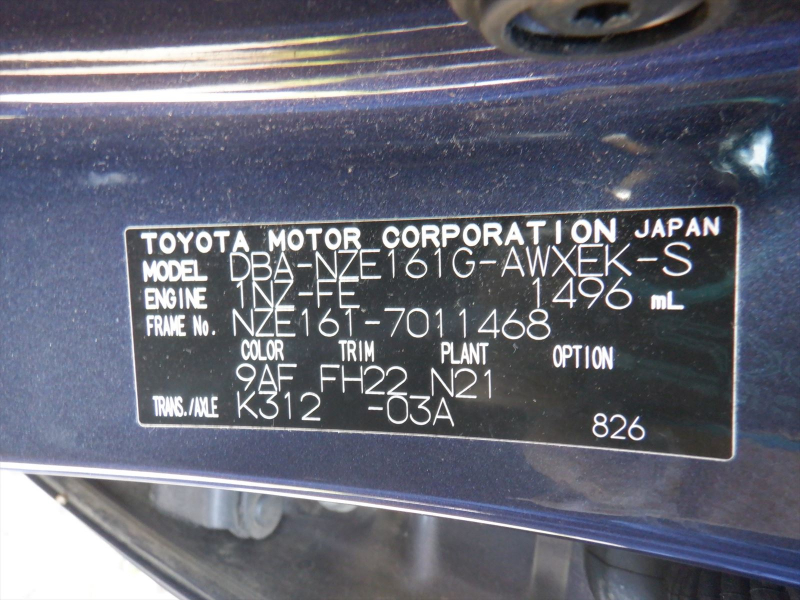 TOYOTA MOTOR CORPORATION JAPAN
MODEL DBA-NZE161G-AWXEK-S
ENGINE 1NZ-FE 1496 mL
FRAME No. NZE161-7011468
COLOR TRIM PLANT OPTION
9AF FH22 N21
TRANS./AXLE K312 -03A
826